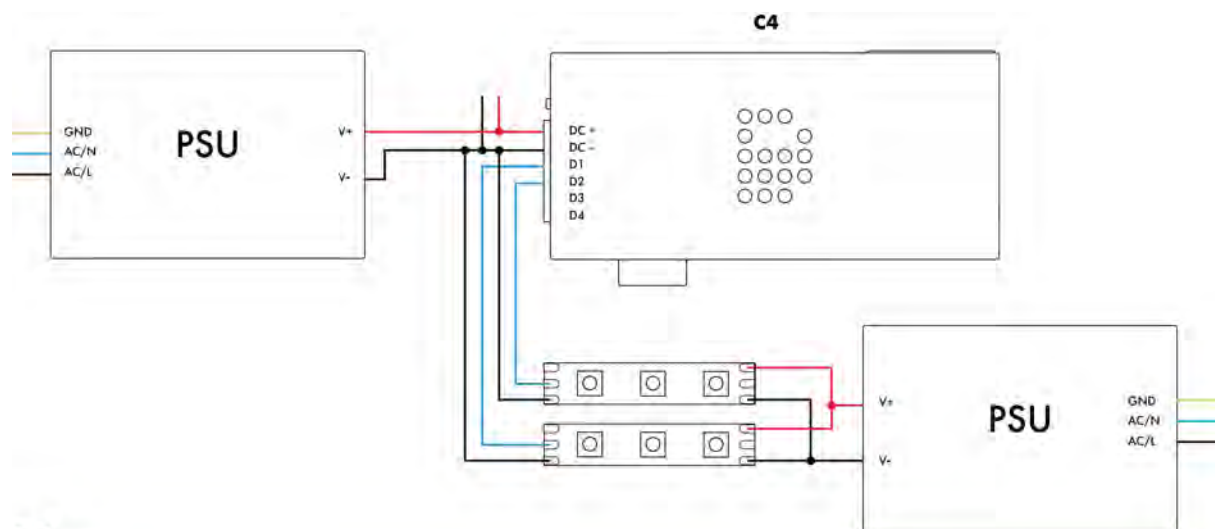 C4
GND
AC/N
AC/L
PSU
V+
V-
DC +
DC -
D1
D2
D3
D4
V+
V-
PSU
GND
AC/N
AC/L